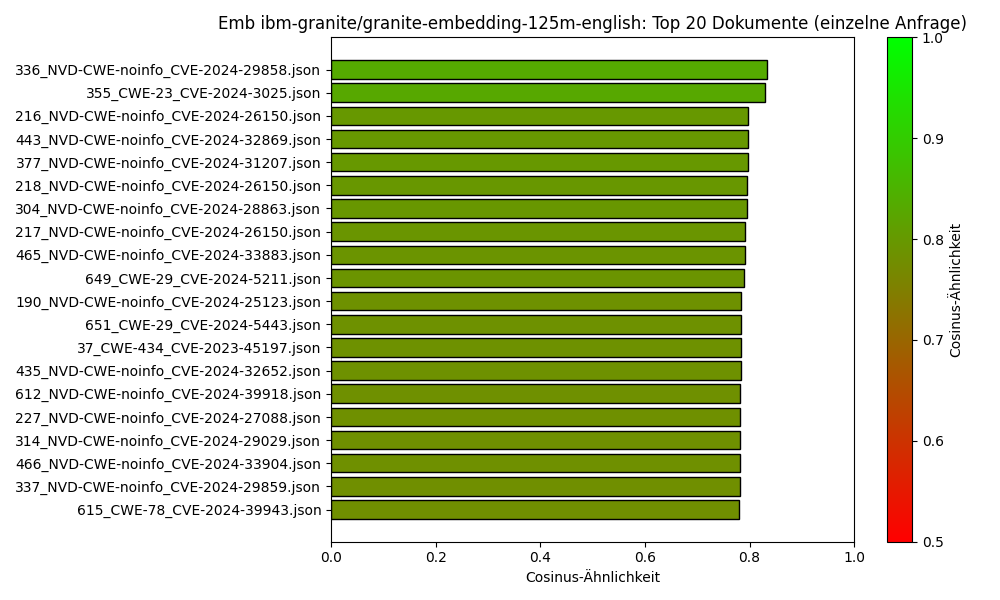 Emb ibm-granite/granite-embedding-125m-english: Top 20 Dokumente (einzelne Anfrage)
336_NVD-CWE-noinfo_CVE-2024-29858.json
355_CWE-23_CVE-2024-3025.json
216_NVD-CWE-noinfo_CVE-2024-26150.json
443_NVD-CWE-noinfo_CVE-2024-32869.json
377_NVD-CWE-noinfo_CVE-2024-31207.json
218_NVD-CWE-noinfo_CVE-2024-26150.json
304_NVD-CWE-noinfo_CVE-2024-28863.json
217_NVD-CWE-noinfo_CVE-2024-26150.json
465_NVD-CWE-noinfo_CVE-2024-33883.json
649_CWE-29_CVE-2024-5211.json
190_NVD-CWE-noinfo_CVE-2024-25123.json
651_CWE-29_CVE-2024-5443.json
37_CWE-434_CVE-2023-45197.json
435_NVD-CWE-noinfo_CVE-2024-32652.json
612_NVD-CWE-noinfo_CVE-2024-39918.json
227_NVD-CWE-noinfo_CVE-2024-27088.json
314_NVD-CWE-noinfo_CVE-2024-29029.json
466_NVD-CWE-noinfo_CVE-2024-33904.json
337_NVD-CWE-noinfo_CVE-2024-29859.json
615_CWE-78_CVE-2024-39943.json
0.0 0.2 0.4 0.6 0.8 1.0
Cosinus-Ähnlichkeit
1.0
0.9
0.8
0.7
0.6
0.5
Cosinus-Ähnlichkeit